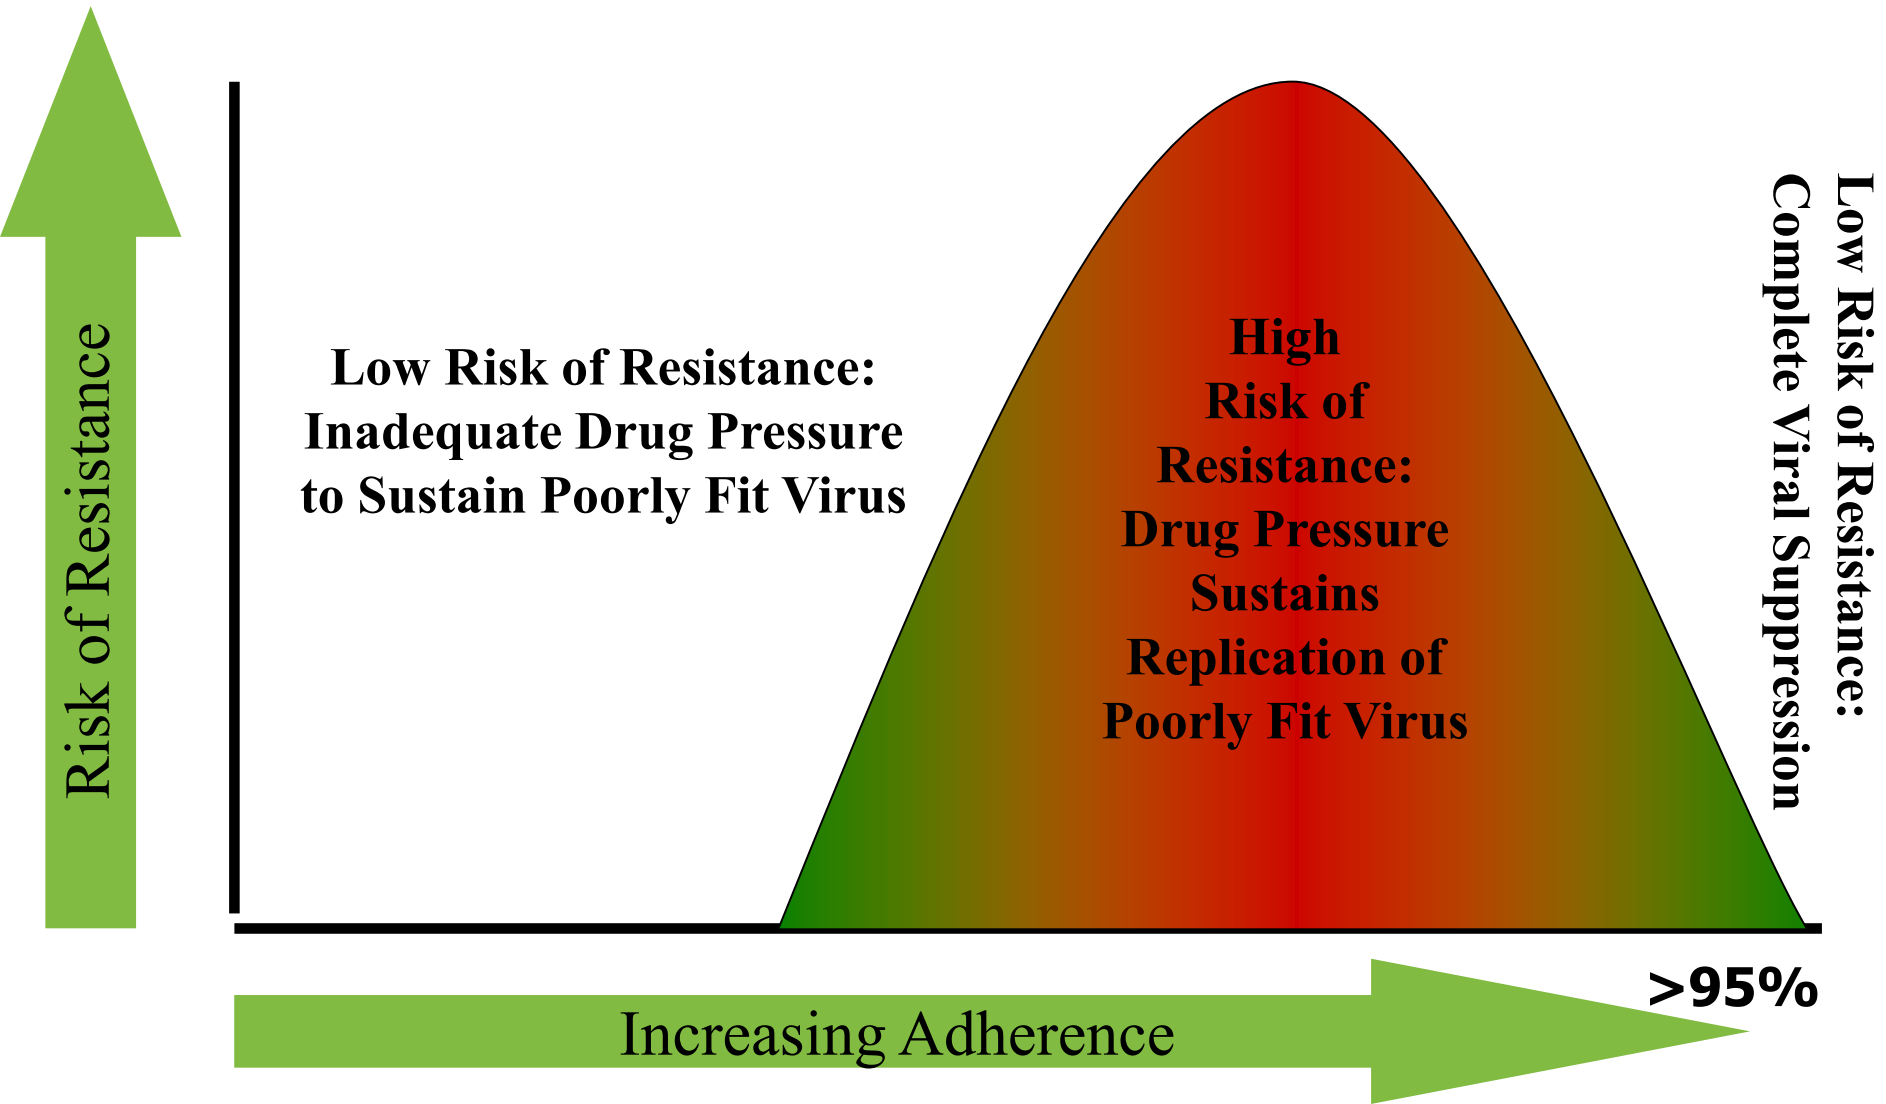 Risk of Resistance
Low Risk of Resistance:
Inadequate Drug Pressure
to Sustain Poorly Fit Virus
High
Risk of
Resistance:
Drug Pressure
Sustains
Replication of
Poorly Fit Virus
Low Risk of Resistance:
Complete Viral Suppression
>95%
Increasing Adherence